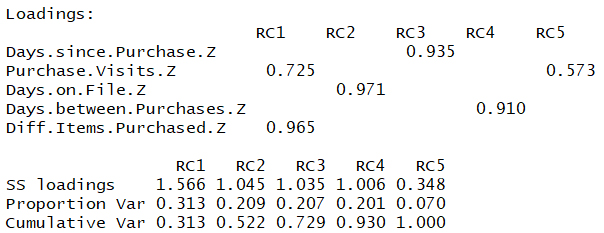 Loadings:
                       RC1    RC2    RC3    RC4    RC5
Days.since.Purchase.Z                0.935
Purchase.Visits.Z       0.725                       0.573
Days.on.File.Z                 0.971
Days.between.Purchases.Z                    0.910
Diff.Items.Purchased.Z  0.965

                 RC1   RC2   RC3   RC4   RC5
SS loadings    1.566 1.045 1.035 1.006 0.348
Proportion Var 0.313 0.209 0.207 0.201 0.070
Cumulative Var 0.313 0.522 0.729 0.930 1.000